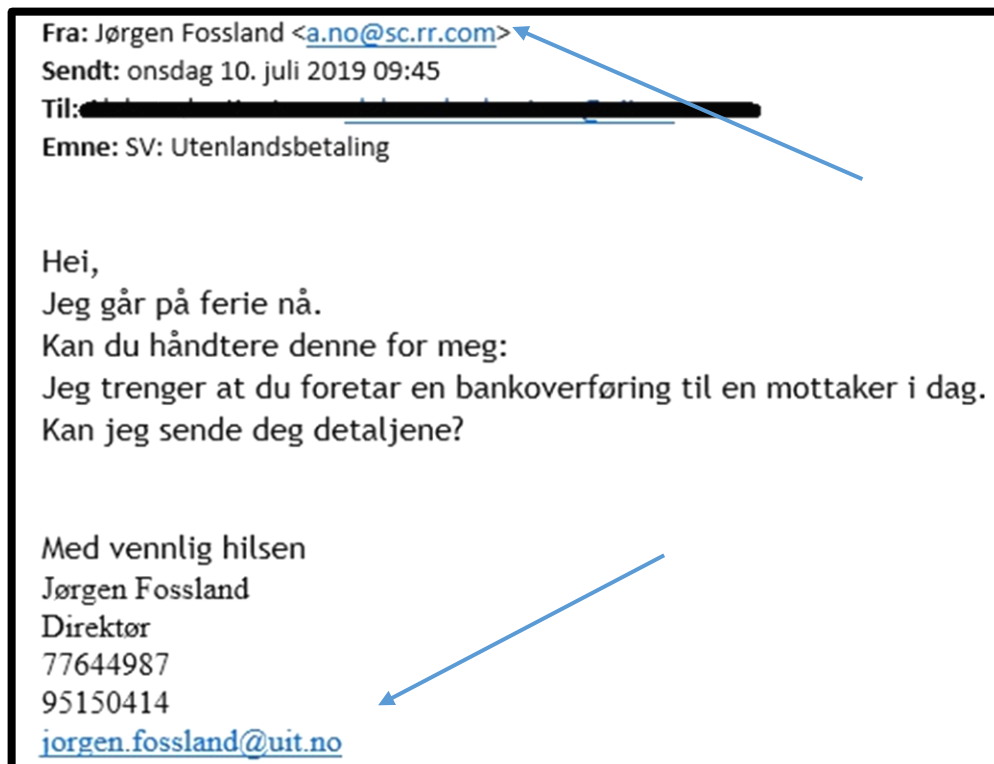 Fra: Jørgen Fossland <a.no@sc.rr.com>
Sendt: onsdag 10. juli 2019 09:45
Til:
Emne: SV: Utenlandsbetaling
Hei,
Jeg går på ferie nå.
Kan du håndtere denne for meg:
Jeg trenger at du foretar en bankoverføring til en mottaker i dag.
Kan jeg sende deg detaljene?
Med vennlig hilsen
Jørgen Fossland
Direktør
77644987
95150414
jorgen.fossland@uit.no